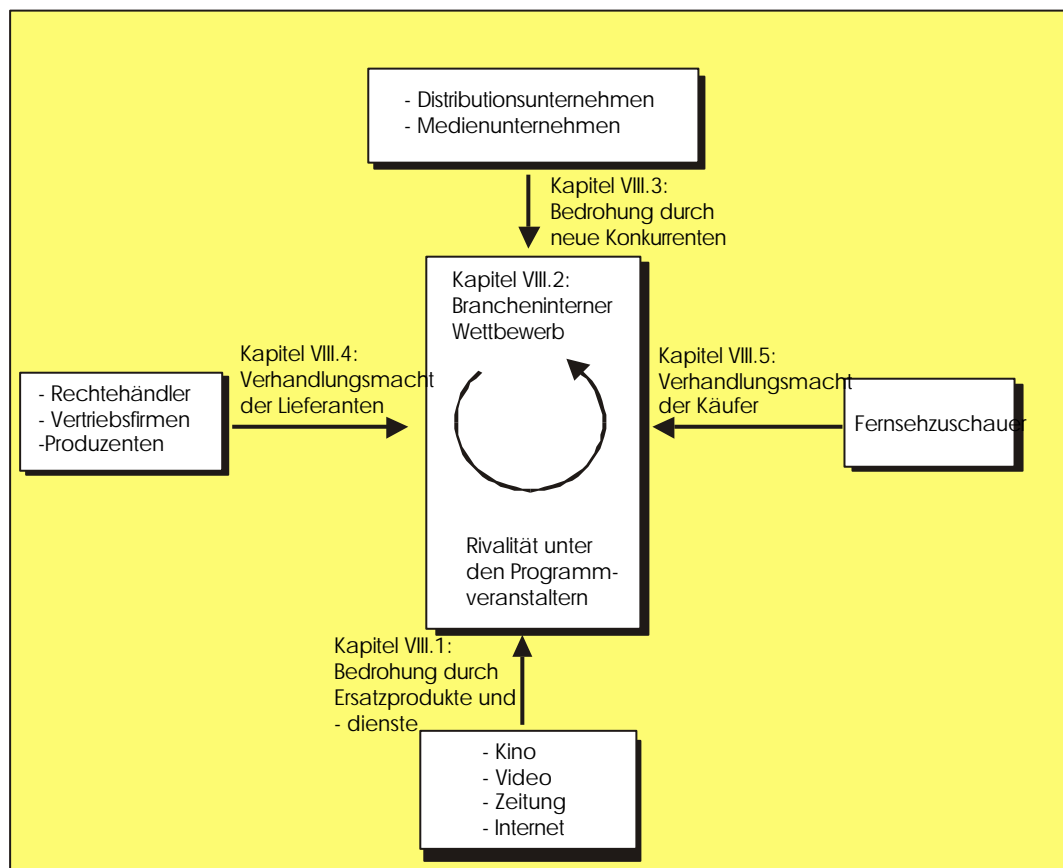 - Distributionsunternehmen
- Medienunternehmen
Kapitel VIII.3:
Bedrohung durch
neue Konkurrenten
Kapitel VIII.2:
Brancheninterner
Wettbewerb
Kapitel VIII.4:
Verhandlungsmacht
der Lieferanten
- Rechtehändler
- Vertriebsfirmen
-Produzenten
Kapitel VIII.5:
Verhandlungsmacht
der Käufer
Fernsehzuschauer
Rivalität unter
den Programm-
veranstaltern
Kapitel VIII.1:
Bedrohung durch
Ersatzprodukte und
- dienste
- Kino
- Video
- Zeitung
- Internet